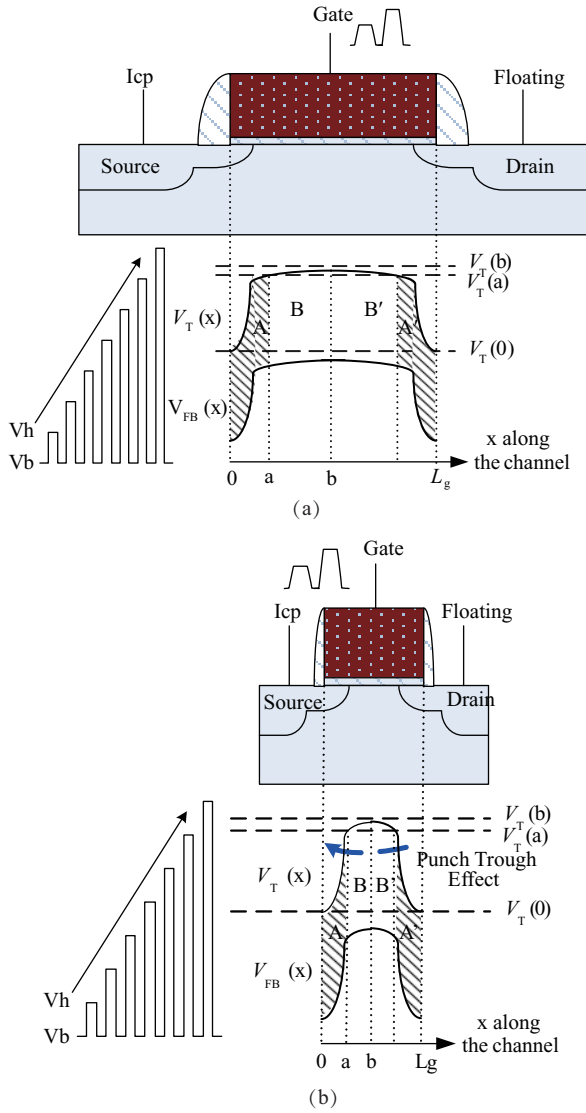 Gate
Icp
Floating
Source
Drain
V_T(b)
V_T(a)
V_T(x)
A
B
B'
A'
V_T(0)
V_FB(x)
Vh
Vb
0
a
b
L_g
x along
the channel
(a)
Gate
Icp
Floating
Source
Drain
V_T(b)
V_T(a)
Punch Trough
Effect
V_T(x)
B
B'
V_T(0)
A
A'
V_FB(x)
Vh
Vb
0
a
b
Lg
x along
the channel
(b)